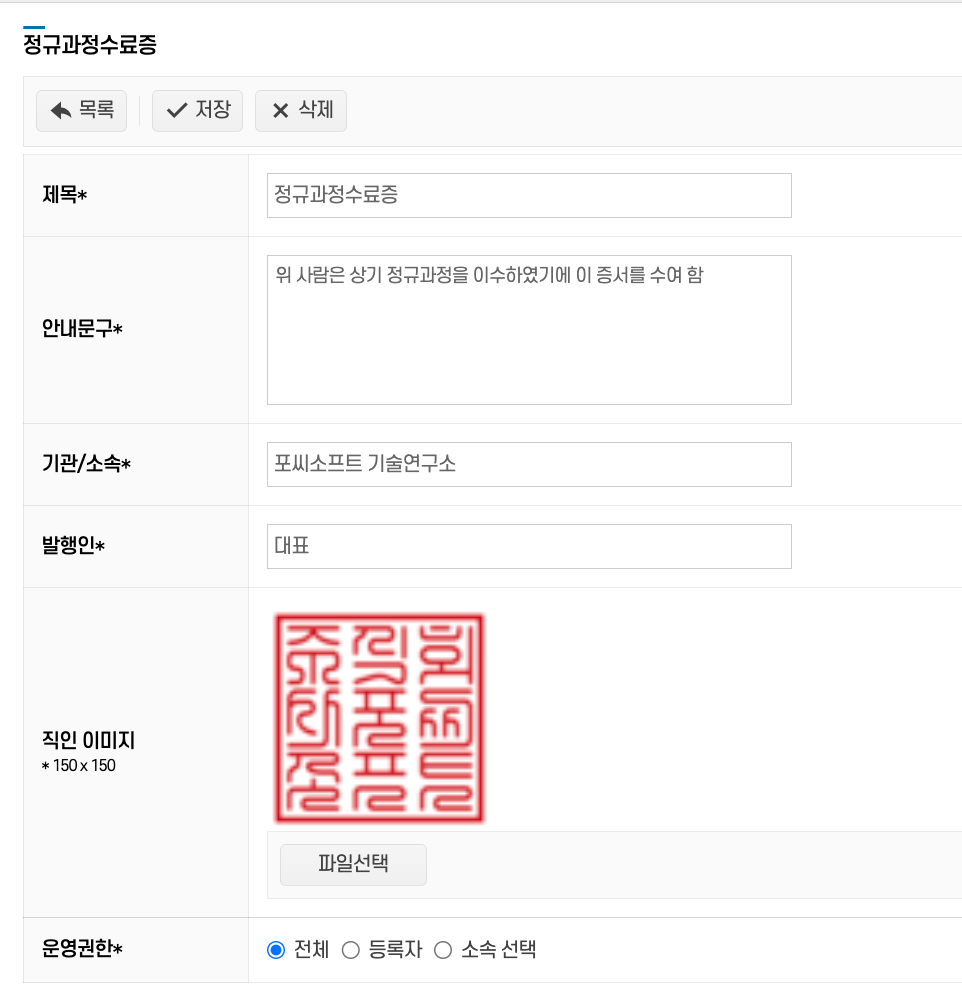 정규과정수료증
목록 저장 삭제
제목*
정규과정수료증
안내문구*
위 사람은 상기 정규과정을 이수하였기에 이 증서를 수여 함
기관/소속*
포씨소프트 기술연구소
발행인*
대표
직인 이미지
* 150 x 150
파일선택
운영권한*
전체 등록자 소속 선택